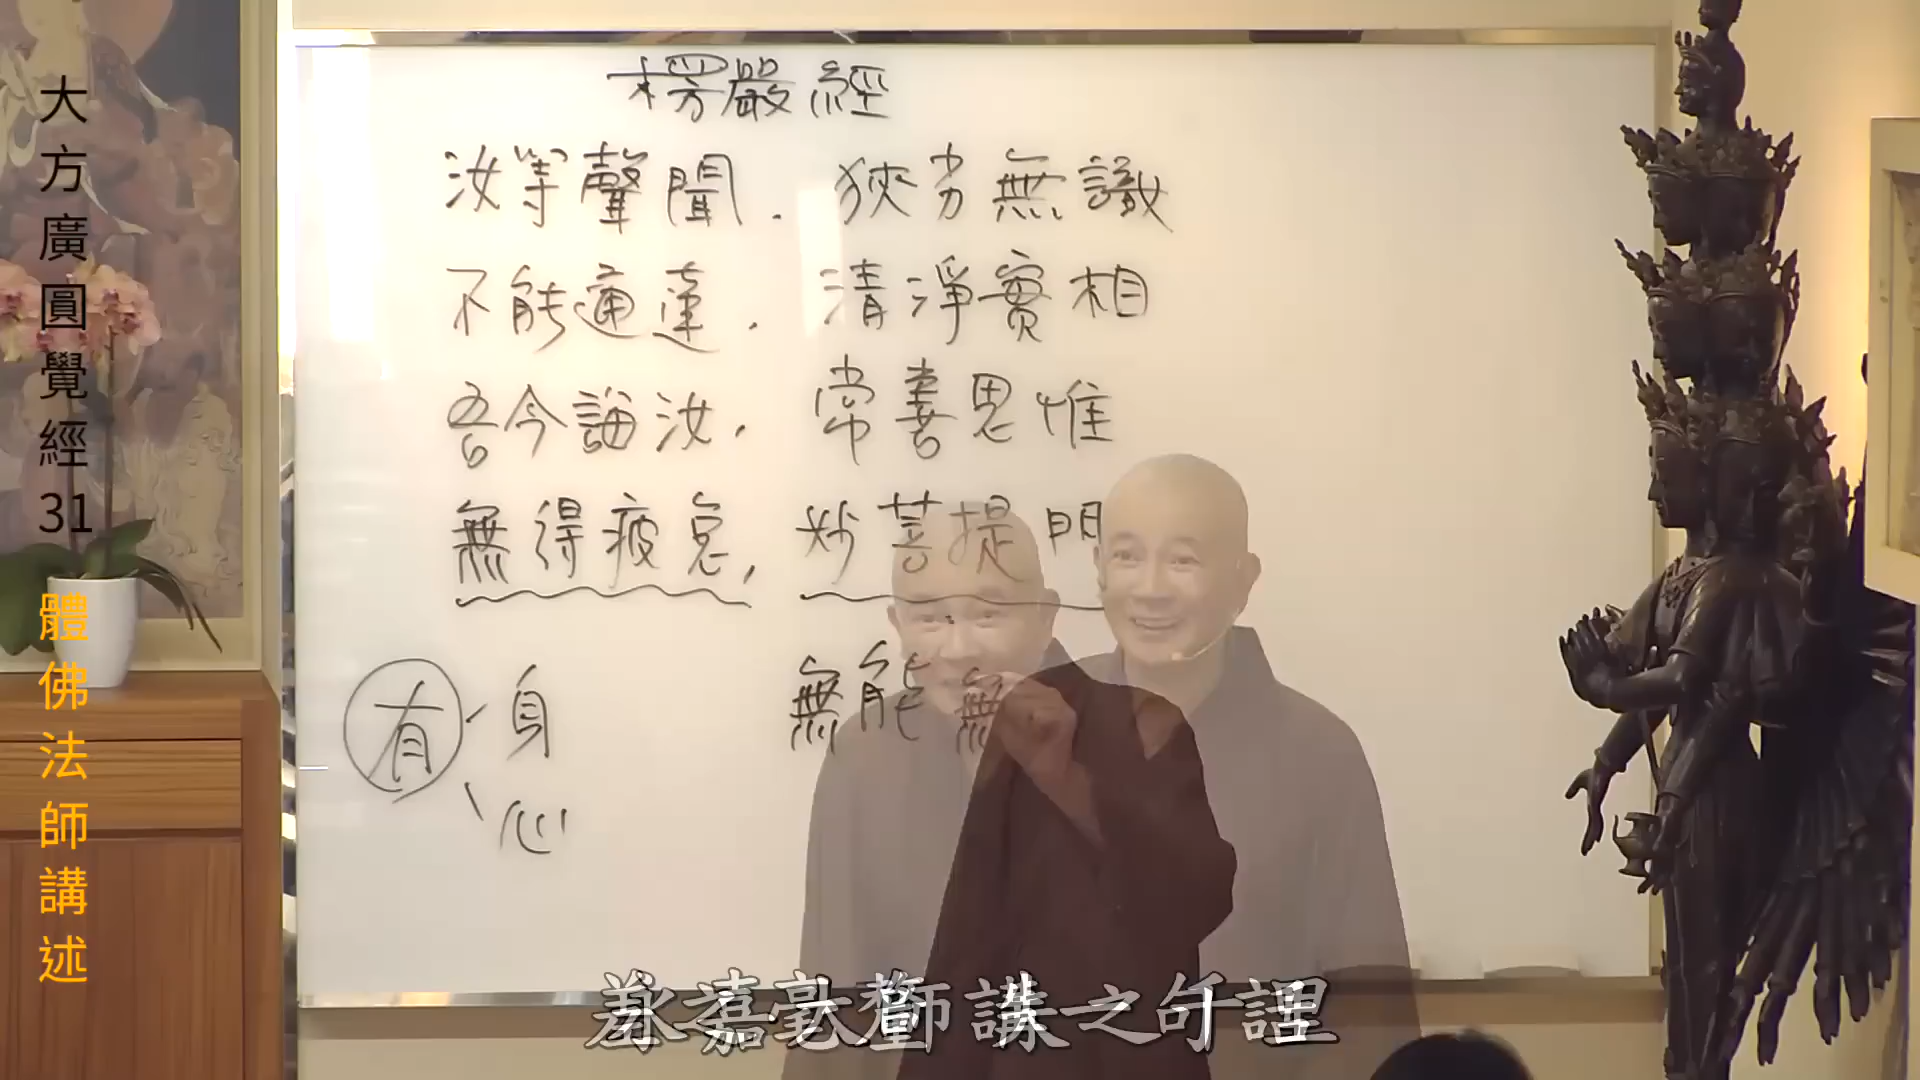 大方廣圓覺經31
體佛法師講述
楞嚴經
汝等聲聞．狹劣無識
不能通達．清淨實相
吾今誨汝，常善思惟
無得疲怠，妙菩提門
有 身 心
無能 無